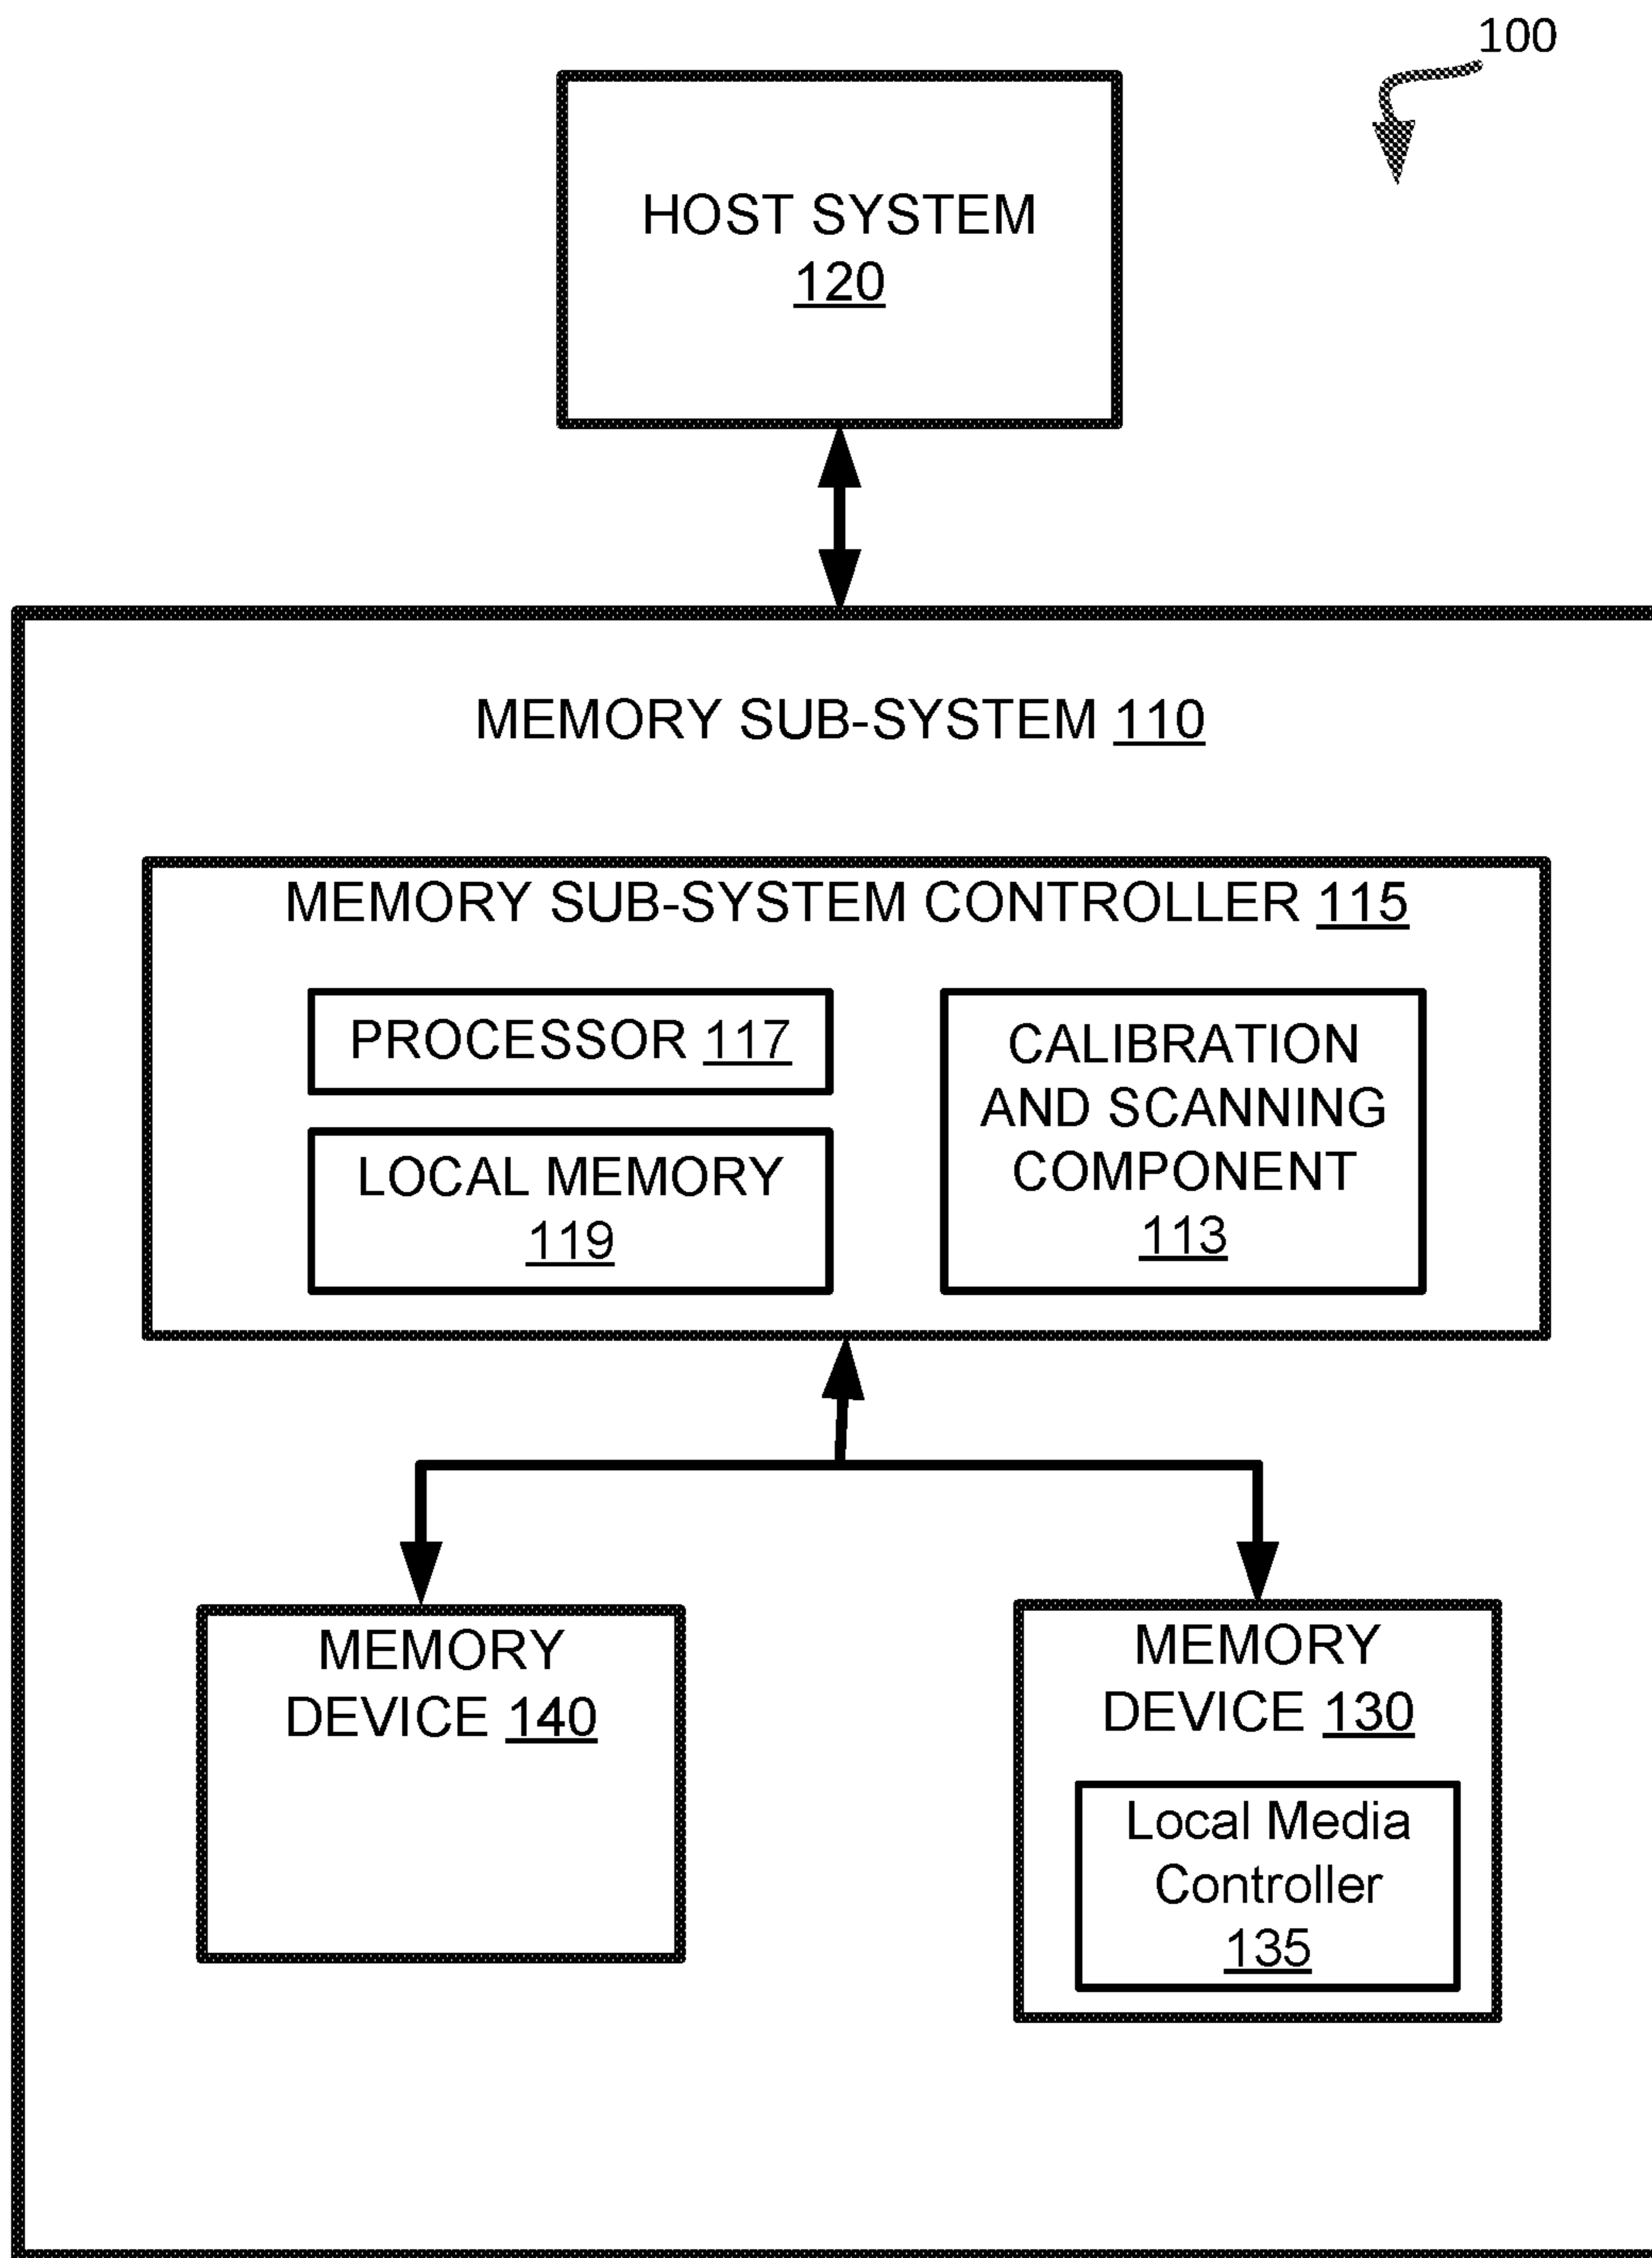 100
HOST SYSTEM
120
MEMORY SUB-SYSTEM 110
MEMORY SUB-SYSTEM CONTROLLER 115
PROCESSOR 117
LOCAL MEMORY
119
CALIBRATION
AND SCANNING
COMPONENT
113
MEMORY
DEVICE 140
MEMORY
DEVICE 130
Local Media
Controller
135